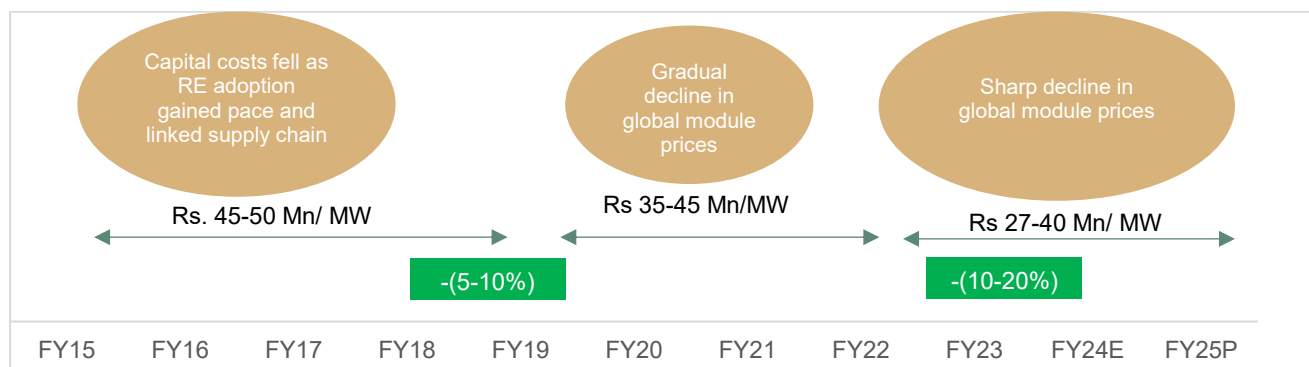 Capital costs fell as
RE adoption
gained pace and
linked supply chain
Gradual
decline in
global module
prices
Sharp decline in
global module prices
Rs. 45-50 Mn/ MW
Rs 35-45 Mn/MW
Rs 27-40 Mn/ MW
-(5-10%)
-(10-20%)
FY15 FY16 FY17 FY18 FY19 FY20 FY21 FY22 FY23 FY24E FY25P